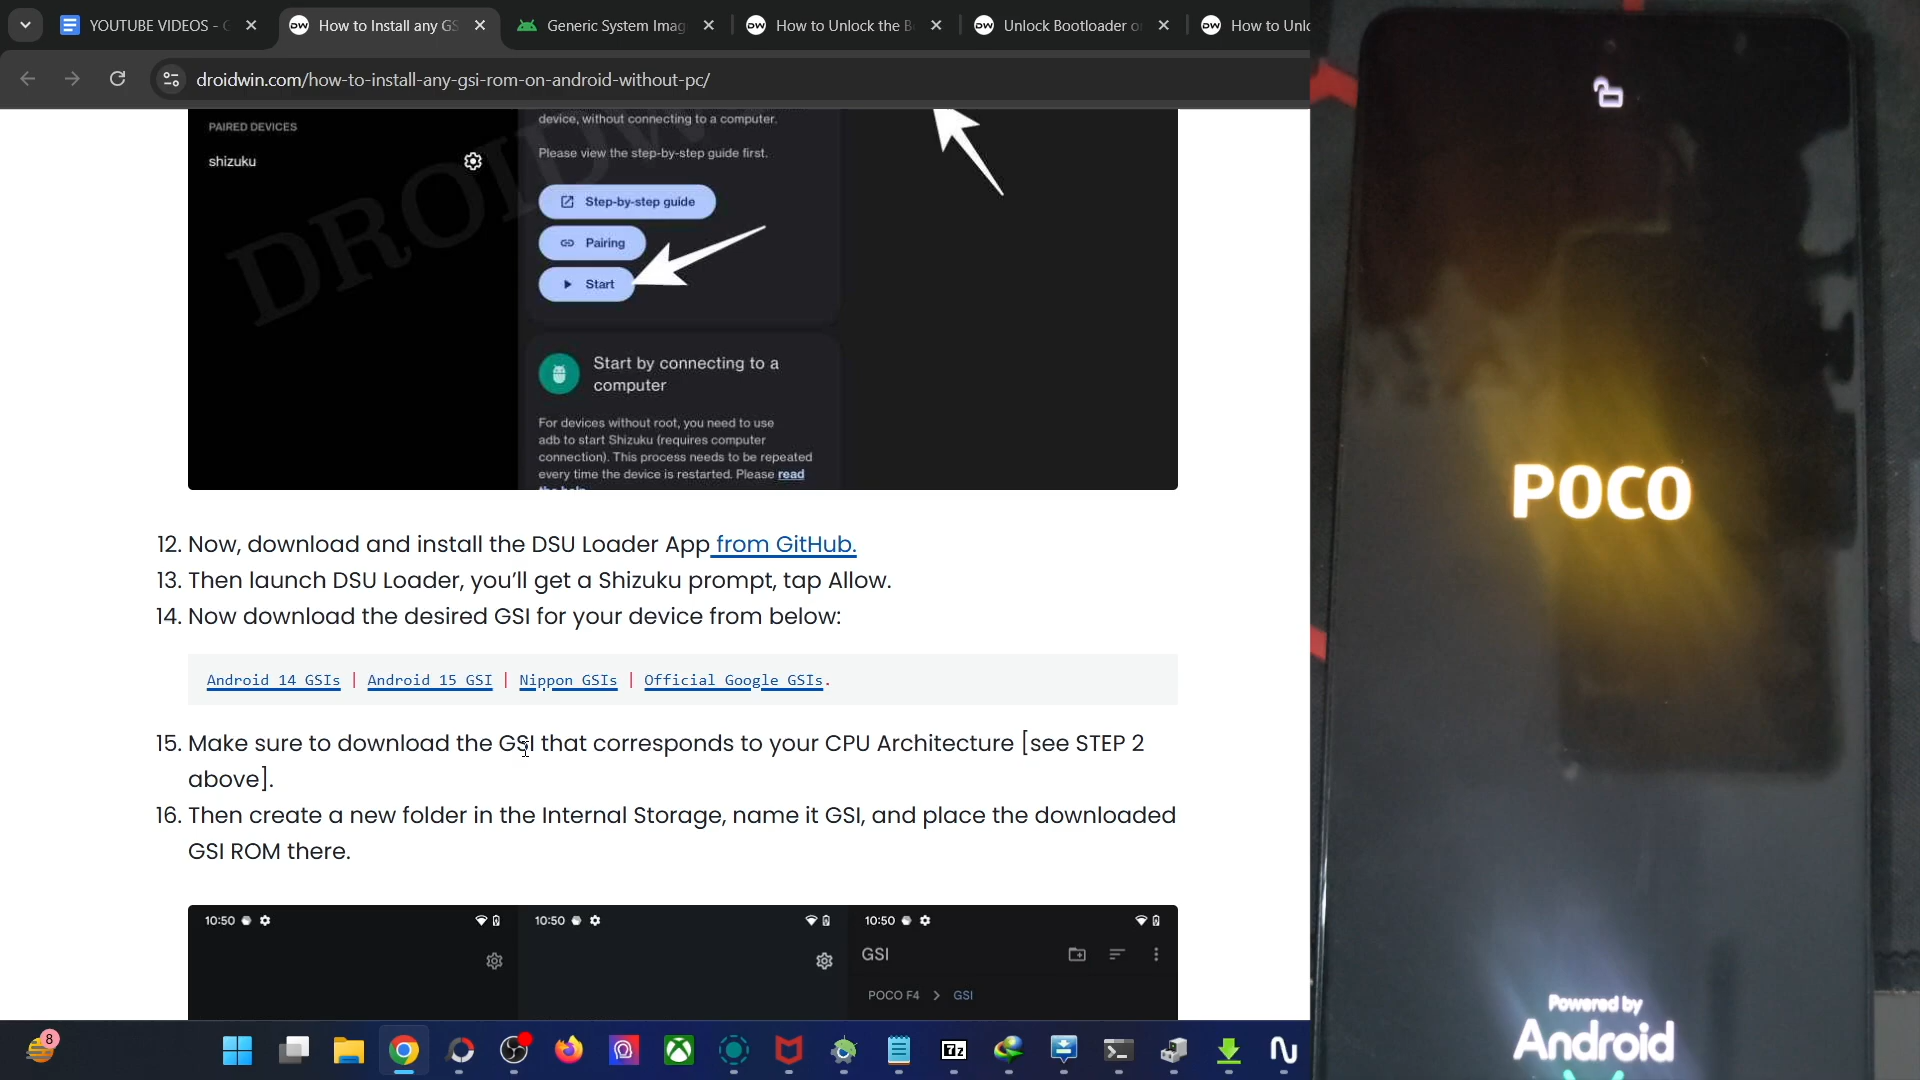 YOUTUBE VIDEOS -
How to Install any GS
Generic System Imag
How to Unlock the B
Unlock Bootloader o
How to Unlo
droidwin.com/how-to-install-any-gsi-rom-on-android-without-pc/
PAIRED DEVICES
shizuku
device, without connecting to a computer.
Please view the step-by-step guide first.
Step-by-step guide
Pairing
Start
Start by connecting to a
computer
For devices without root, you need to use
adb to start Shizuku (requires computer
connection). This process needs to be repeated
every time the device is restarted. Please read
the help
12. Now, download and install the DSU Loader App from GitHub.
13. Then launch DSU Loader, you’ll get a Shizuku prompt, tap Allow.
14. Now download the desired GSI for your device from below:
Android 14 GSIs | Android 15 GSI | Nippon GSIs | Official Google GSIs.
15. Make sure to download the GSI that corresponds to your CPU Architecture [see STEP 2
above].
16. Then create a new folder in the Internal Storage, name it GSI, and place the downloaded
GSI ROM there.
10:50
10:50
10:50
GSI
POCO F4 > GSI
8
POCO
Powered by
Android